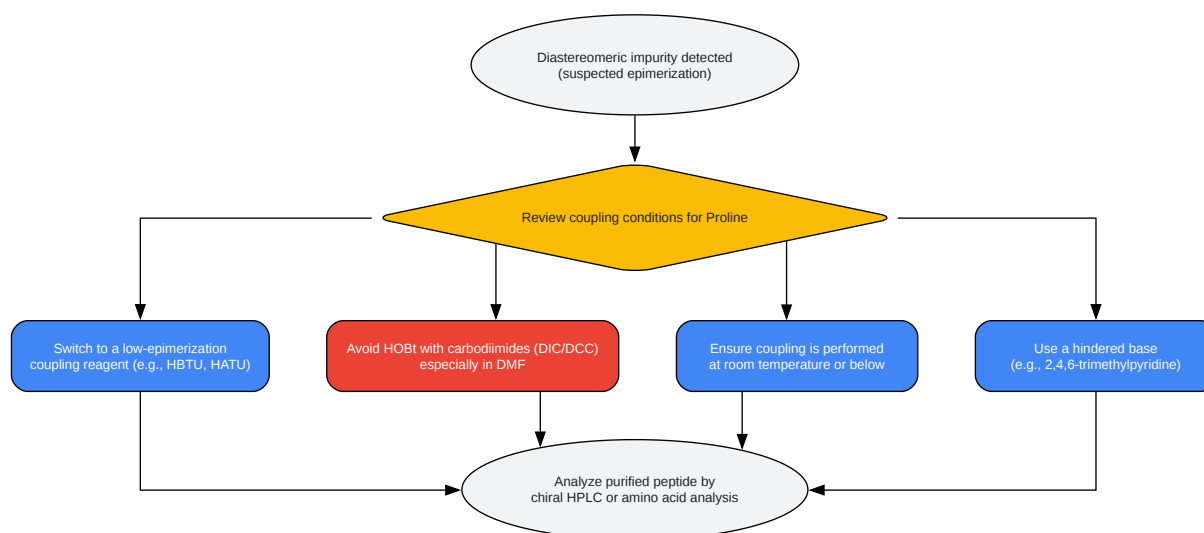 Diastereomeric impurity detected
(suspected epimerization)
Review coupling conditions for Proline
Switch to a low-epimerization
coupling reagent (e.g., HBTU, HATU)
Avoid HOBt with carbodiimides (DIC/DCC)
especially in DMF
Ensure coupling is performed
at room temperature or below
Use a hindered base
(e.g., 2,4,6-trimethylpyridine)
Analyze purified peptide by
chiral HPLC or amino acid analysis